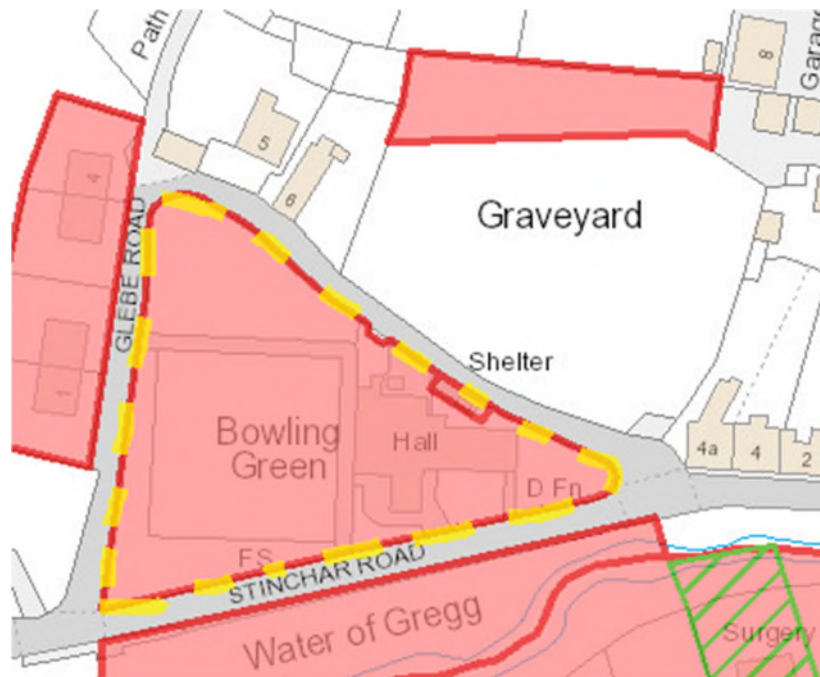 Path
8
Garage
5
4
6
Graveyard
GLEBE ROAD
Shelter
1
Bowling
Green
Hall
4a
4
2
D Fn
FS
STINCHAR ROAD
Water of Gregg
Surgery